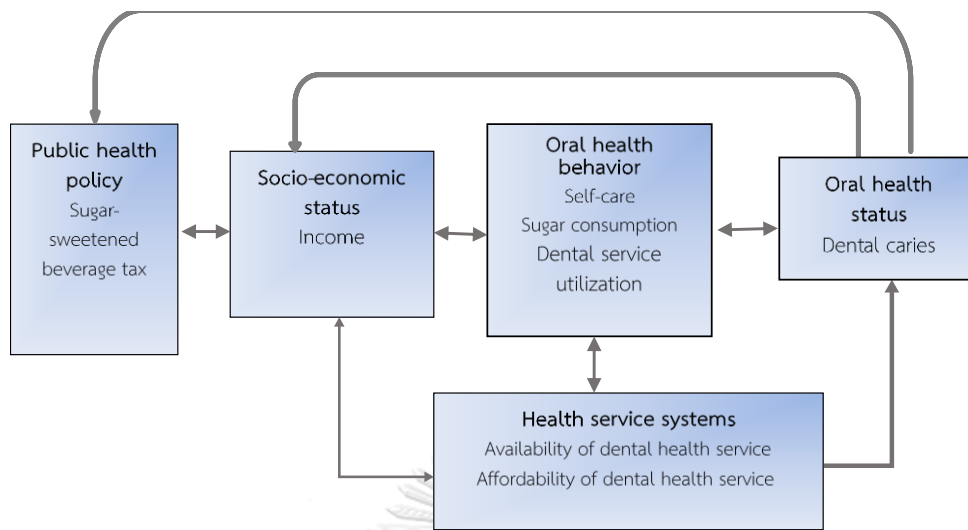 Public health
policy
Sugar-
sweetened
beverage tax
Socio-economic
status
Income
Oral health
behavior
Self-care
Sugar consumption
Dental service
utilization
Oral health
status
Dental caries
Health service systems
Availability of dental health service
Affordability of dental health service